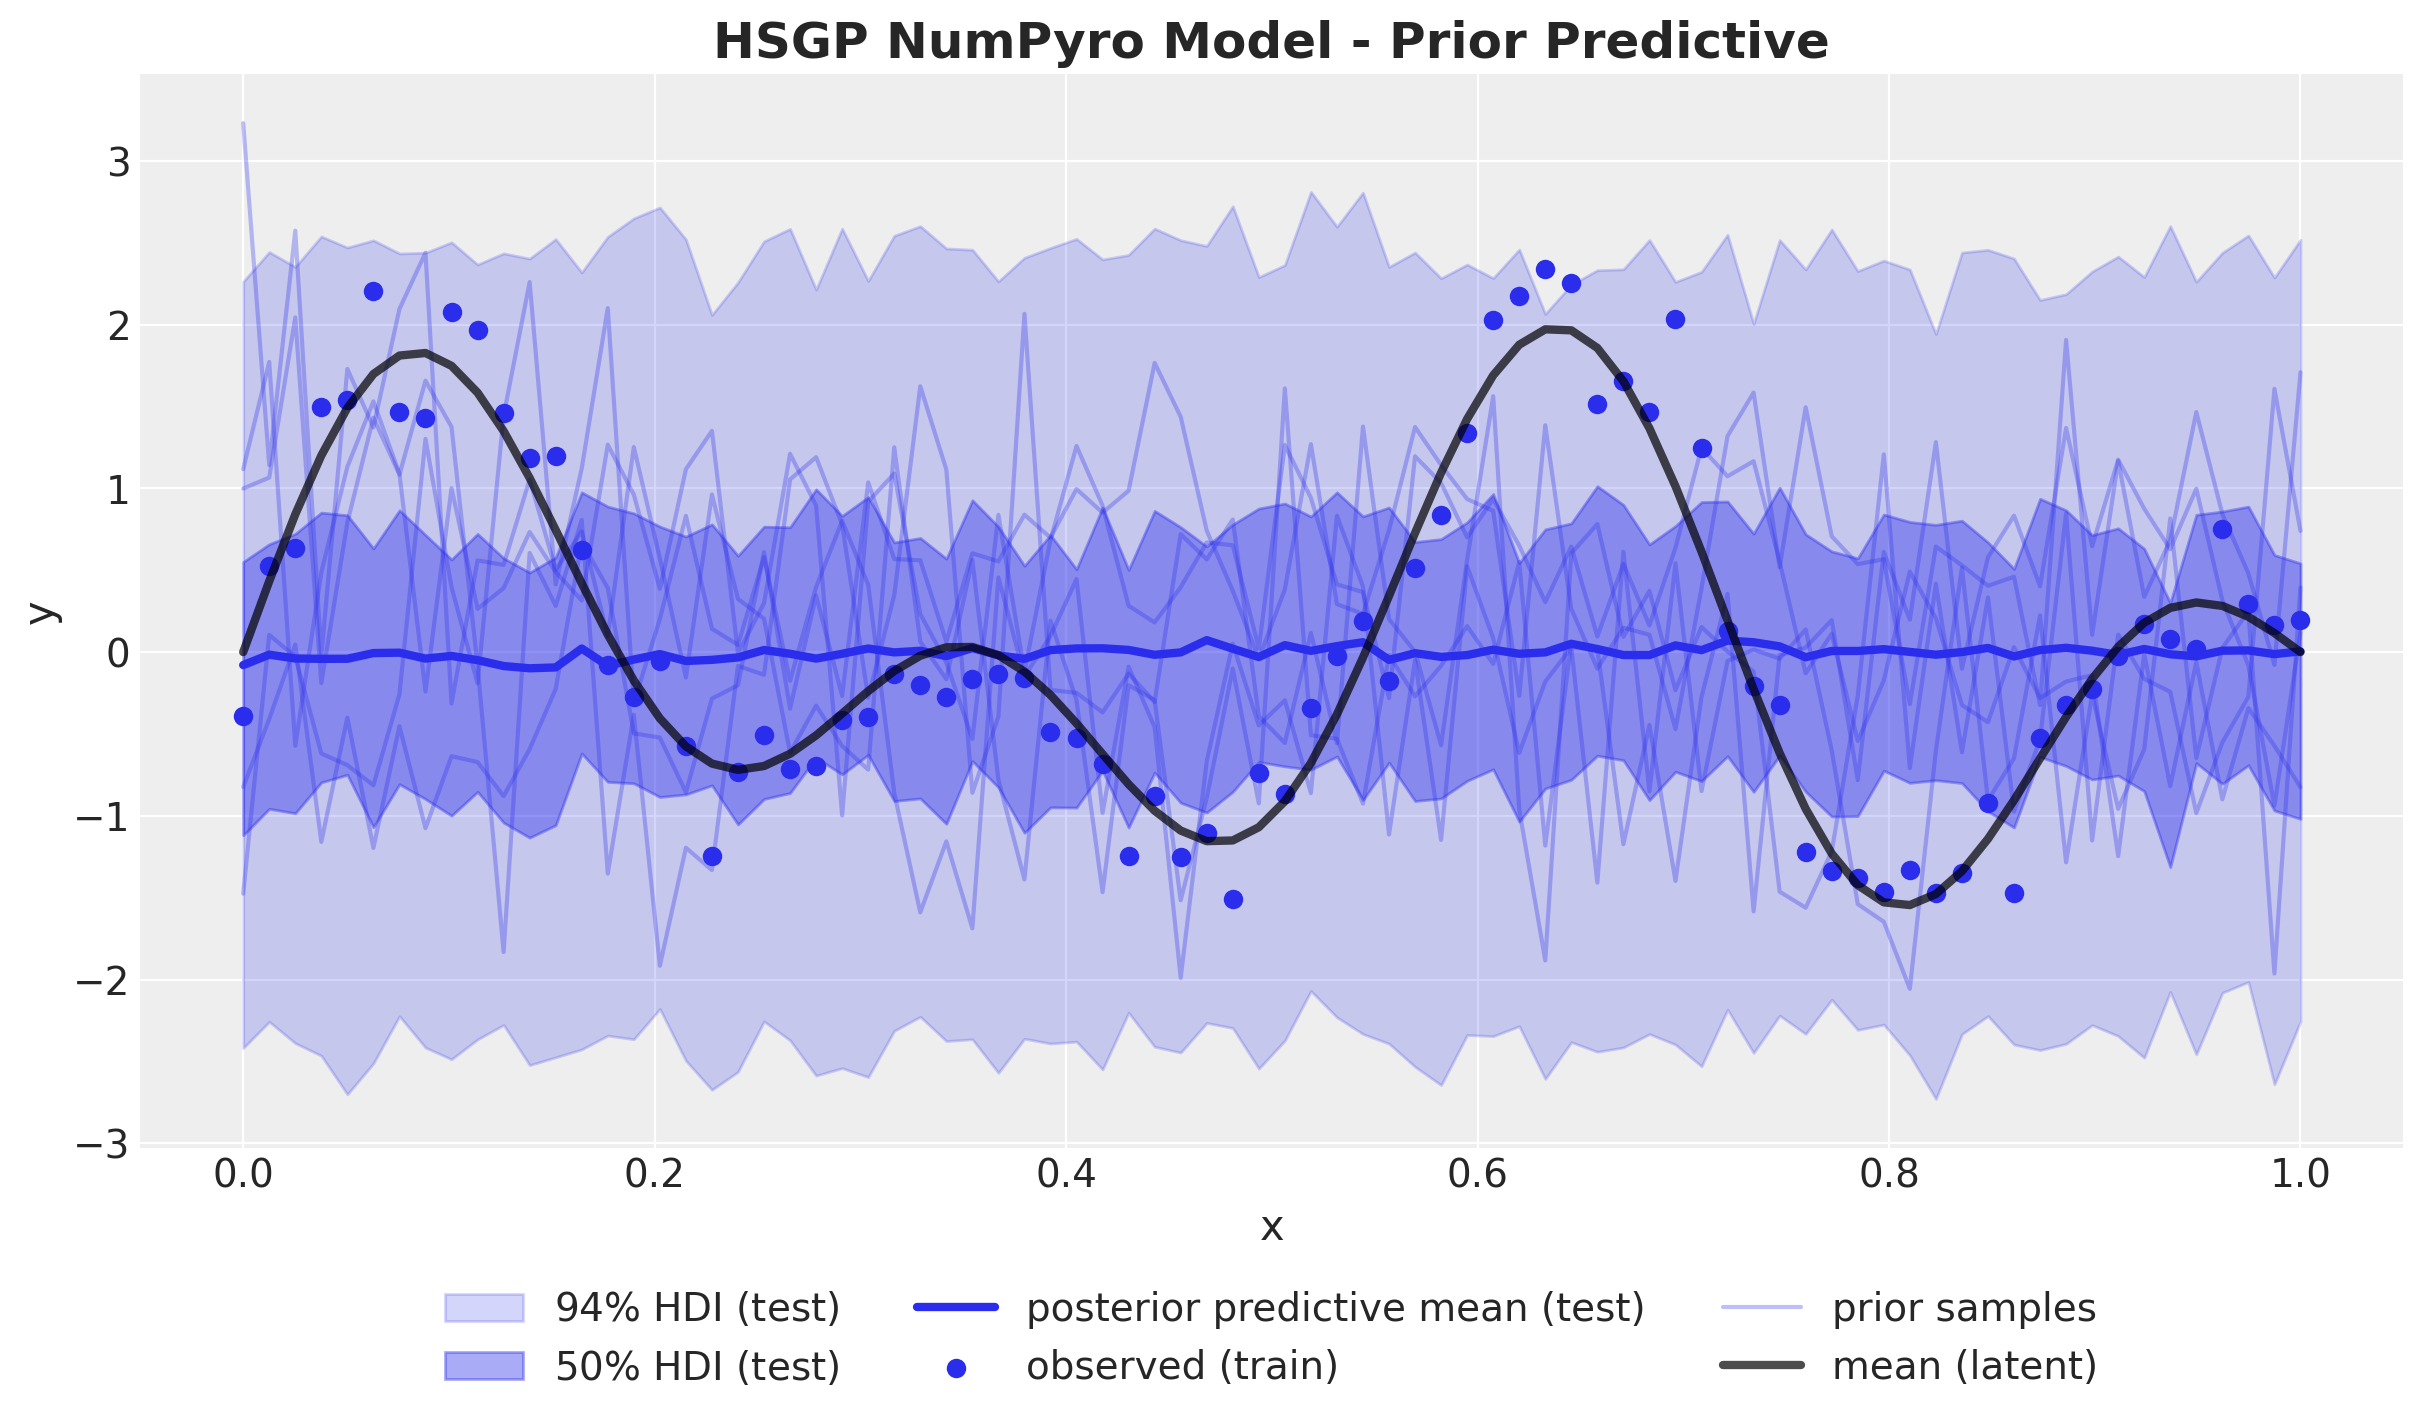 HSGP NumPyro Model - Prior Predictive
3
2
1
0
−1
−2
−3
y
0.0 0.2 0.4 0.6 0.8 1.0
x
94% HDI (test) posterior predictive mean (test) prior samples
50% HDI (test) observed (train) mean (latent)